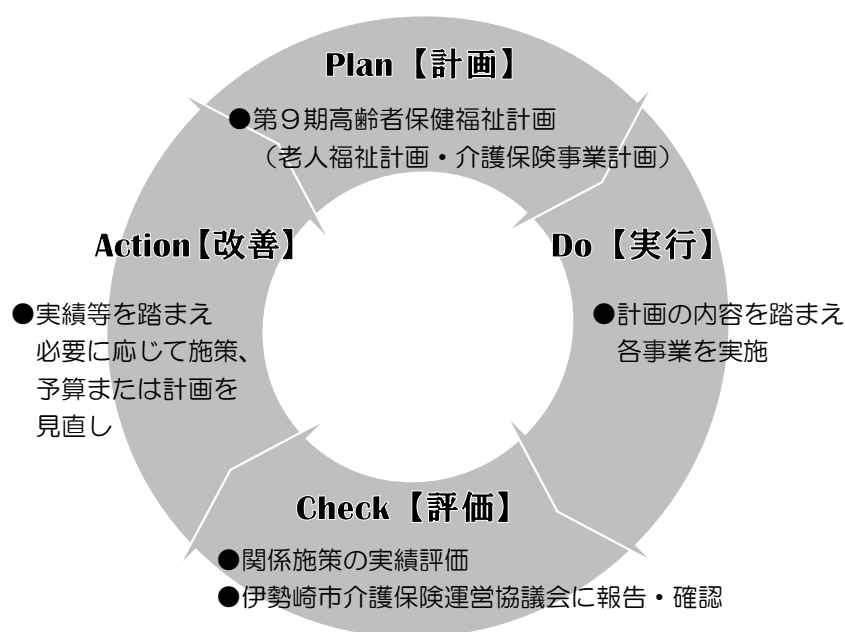 Plan【計画】
●第９期高齢者保健福祉計画
（老人福祉計画・介護保険事業計画）
Do【実行】
●計画の内容を踏まえ
各事業を実施
Check【評価】
●関係施策の実績評価
●伊勢崎市介護保険運営協議会に報告・確認
Action【改善】
●実績等を踏まえ
必要に応じて施策、
予算または計画を
見直し